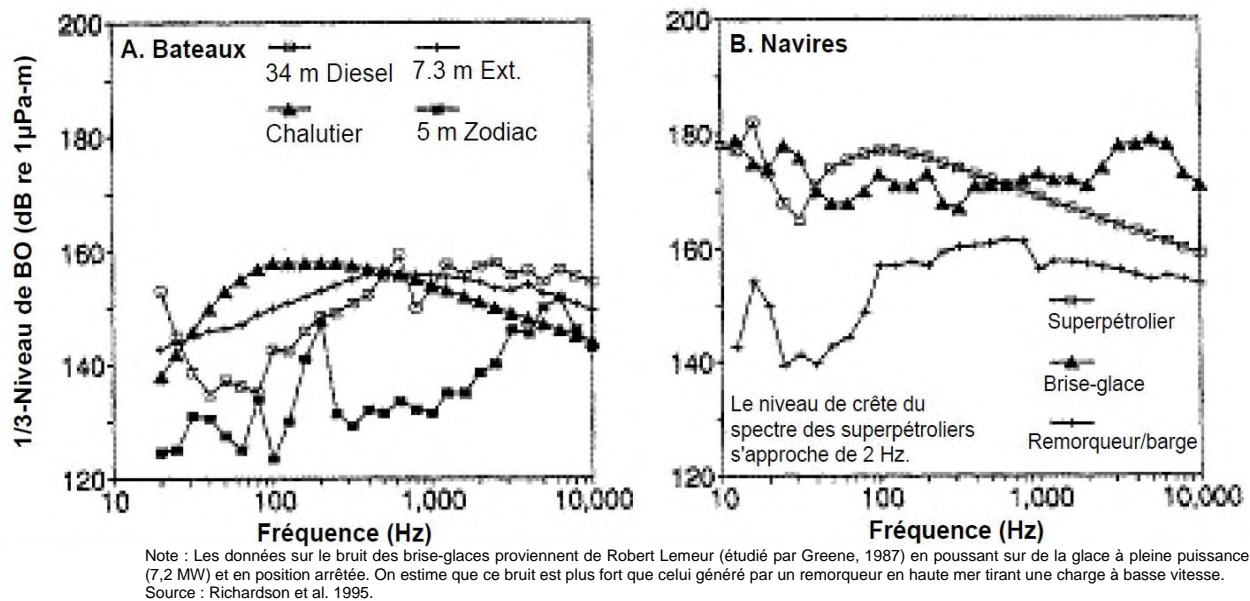 1/3-Niveau de BO (dB re 1µPa-m)
200
180
160
140
120
A. Bateaux
34 m Diesel
7.3 m Ext.
Chalutier
5 m Zodiac
10
100
1,000
10,000
Fréquence (Hz)
200
180
160
140
120
B. Navires
Superpétrolier
Brise-glace
Remorqueur/barge
Le niveau de crête du
spectre des superpétroliers
s'approche de 2 Hz.
10
100
1,000
10,000
Fréquence (Hz)
Note : Les données sur le bruit des brise-glaces proviennent de Robert Lemeur (étudié par Greene, 1987) en poussant sur de la glace à pleine puissance
(7,2 MW) et en position arrêtée. On estime que ce bruit est plus fort que celui généré par un remorqueur en haute mer tirant une charge à basse vitesse.
Source : Richardson et al. 1995.